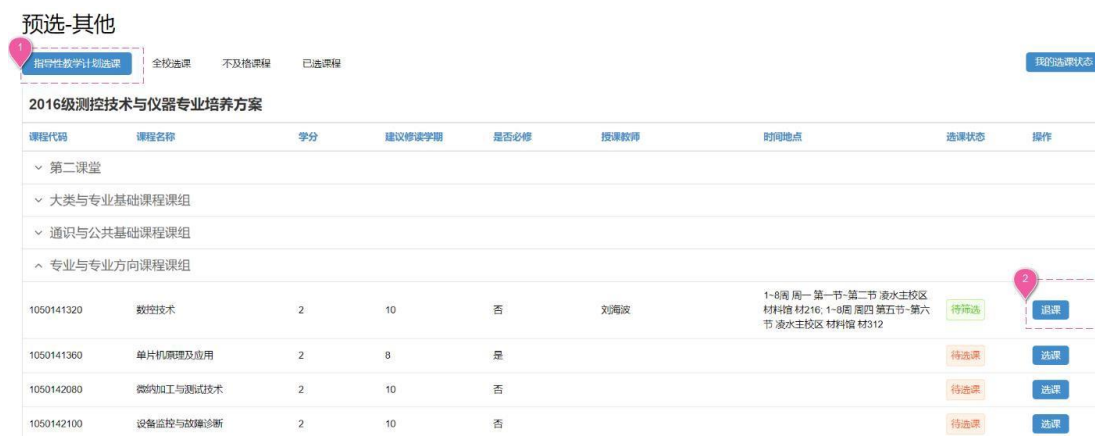 预选-其他
1
指导性教学计划选课 全校选课 不及格课程 已选课程 我的选课状态
2016级测控技术与仪器专业培养方案
课程代码 课程名称 学分 建议修读学期 是否必修 授课教师 时间地点 选课状态 操作
第二课堂
大类与专业基础课程课组
通识与公共基础课程课组
专业与专业方向课程课组
2
1050141320 数控技术 2 10 否 刘海波 1~8周 周一 第一节~第二节 凌水主校区
材料馆 材216; 1~8周 周四 第五节~第六
节 凌水主校区 材料馆 材312 待筛选 退课
1050141360 单片机原理及应用 2 8 是 待选课 选课
1050142080 微纳加工与测试技术 2 10 否 待选课 选课
1050142100 设备监控与故障诊断 2 10 否 待选课 选课